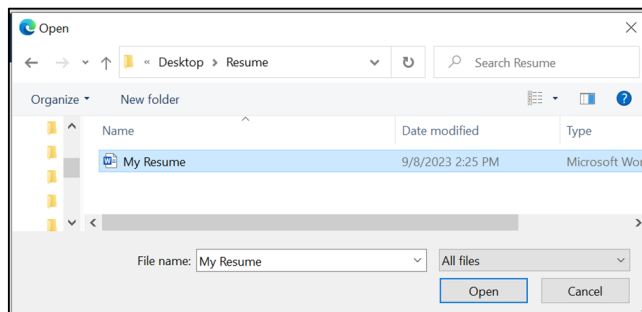 Open
« Desktop > Resume
Search Resume
Organize
New folder
?
Name
Date modified
Type
My Resume
9/8/2023 2:25 PM
Microsoft Wor
File name:
My Resume
All files
Open
Cancel